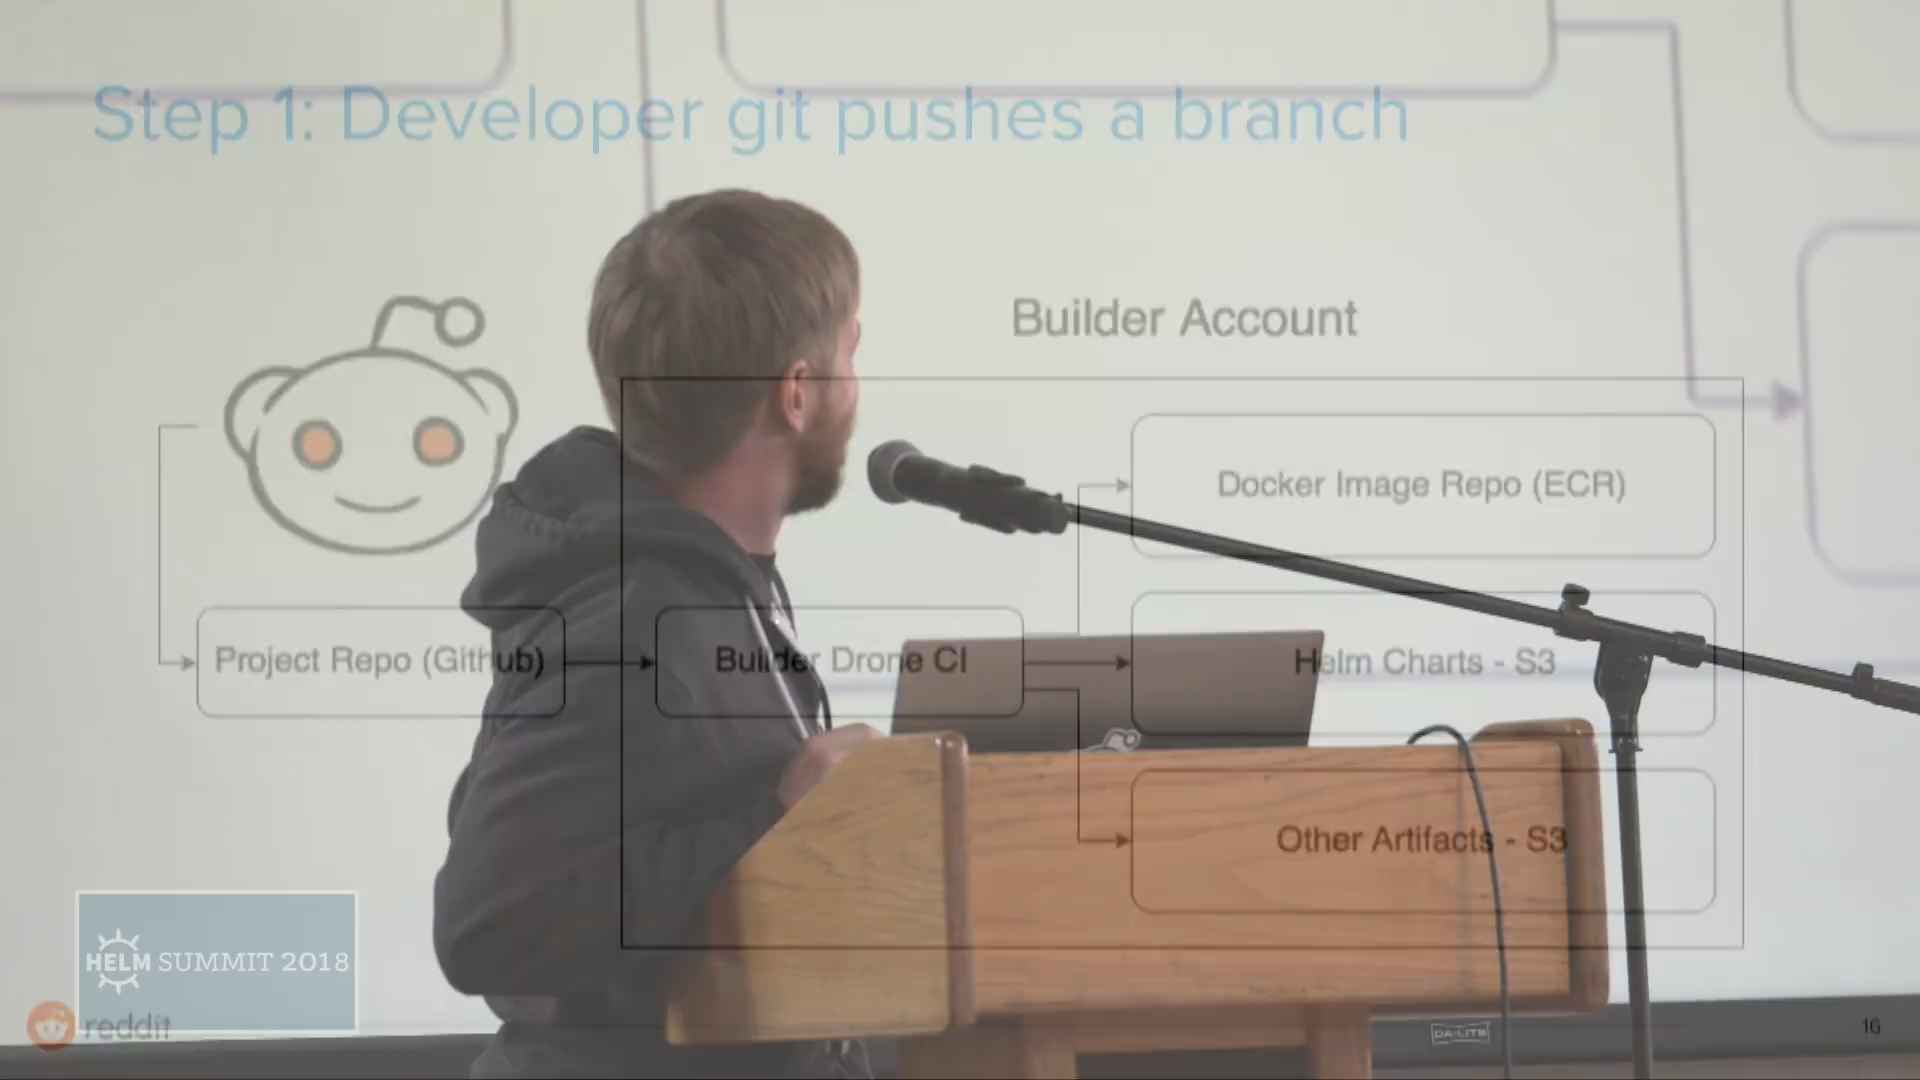 Step 1: Developer git pushes a branch
Builder Account
Docker Image Repo (ECR)
Project Repo (Github)
Builder Drone CI
Helm Charts - S3
Other Artifacts - S3
HELM SUMMIT 2018
reddit
DA-LITE
16